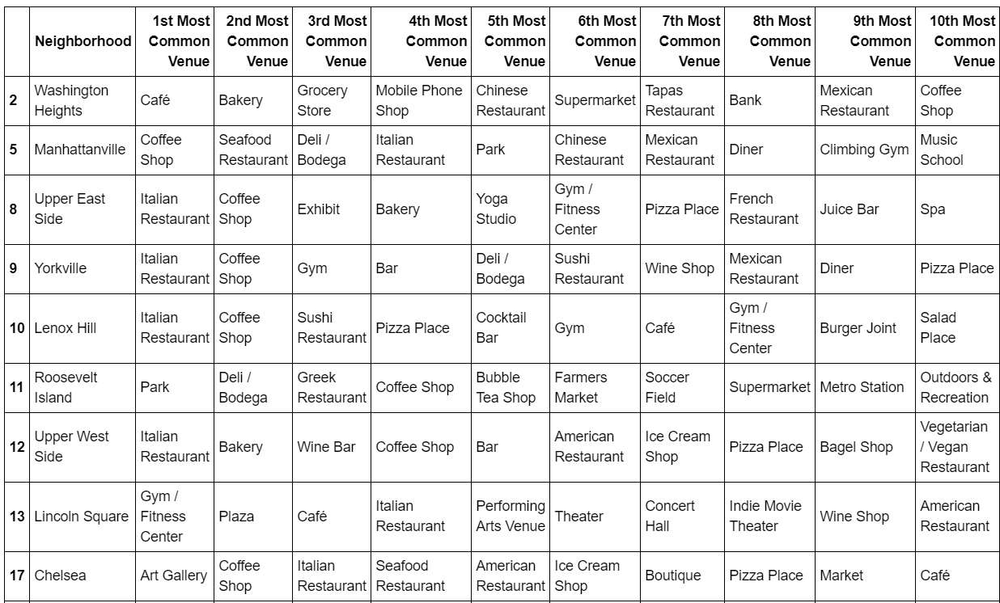 Neighborhood 1st Most Common Venue 2nd Most Common Venue 3rd Most Common Venue 4th Most Common Venue 5th Most Common Venue 6th Most Common Venue 7th Most Common Venue 8th Most Common Venue 9th Most Common Venue 10th Most Common Venue
2 Washington Heights Café Bakery Grocery Store Mobile Phone Shop Chinese Restaurant Supermarket Tapas Restaurant Bank Mexican Restaurant Coffee Shop
5 Manhattanville Coffee Shop Seafood Restaurant Deli / Bodega Italian Restaurant Park Chinese Restaurant Mexican Restaurant Diner Climbing Gym Music School
8 Upper East Side Italian Restaurant Coffee Shop Exhibit Bakery Yoga Studio Gym / Fitness Center Pizza Place French Restaurant Juice Bar Spa
9 Yorkville Italian Restaurant Coffee Shop Gym Bar Deli / Bodega Sushi Restaurant Wine Shop Mexican Restaurant Diner Pizza Place
10 Lenox Hill Italian Restaurant Coffee Shop Sushi Restaurant Pizza Place Cocktail Bar Gym Café Gym / Fitness Center Burger Joint Salad Place
11 Roosevelt Island Park Deli / Bodega Greek Restaurant Coffee Shop Bubble Tea Shop Farmers Market Soccer Field Supermarket Metro Station Outdoors & Recreation
12 Upper West Side Italian Restaurant Bakery Wine Bar Coffee Shop Bar American Restaurant Ice Cream Shop Pizza Place Bagel Shop Vegetarian / Vegan Restaurant
13 Lincoln Square Gym / Fitness Center Plaza Café Italian Restaurant Performing Arts Venue Theater Concert Hall Indie Movie Theater Wine Shop American Restaurant
17 Chelsea Art Gallery Coffee Shop Italian Restaurant Seafood Restaurant American Restaurant Ice Cream Shop Boutique Pizza Place Market Café